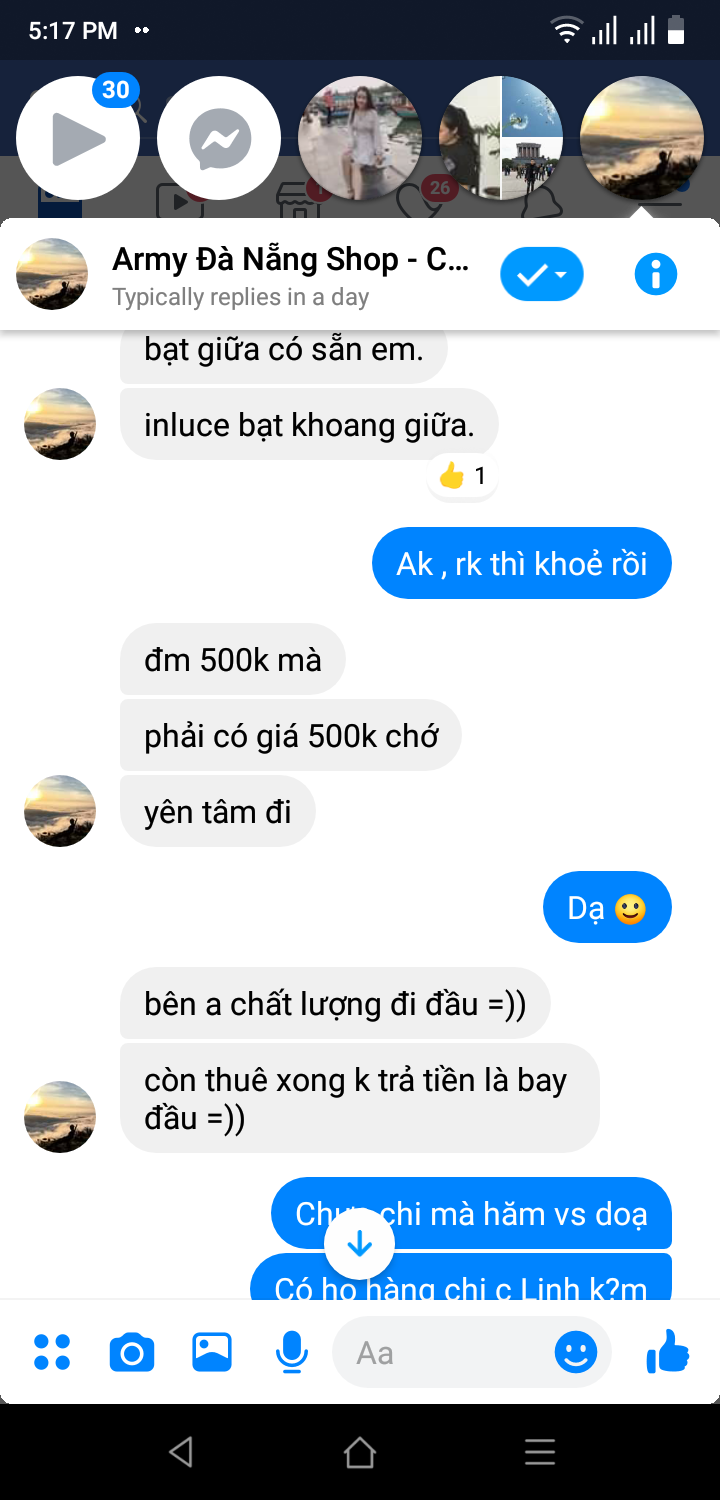 5:17 PM
30
1
26
Army Đà Nẵng Shop - C...
Typically replies in a day
bạt giữa có sẵn em.
inluce bạt khoang giữa.
👍 1
Ak , rk thì khoẻ rồi
đm 500k mà
phải có giá 500k chớ
yên tâm đi
Dạ 🙂
bên a chất lượng đi đầu =))
còn thuê xong k trả tiền là bay
đầu =))
chi mà hăm vs doạ
Có họ hàng chi c Linh k?m
Aa